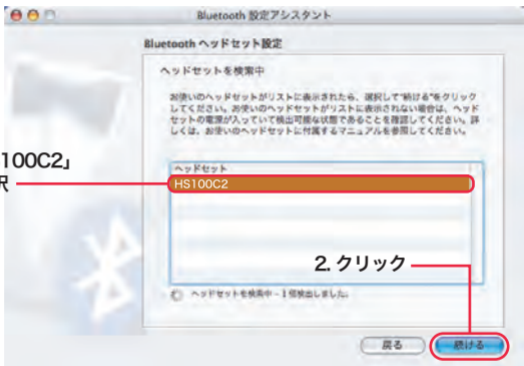 Bluetooth 設定アシスタント
Bluetooth ヘッドセット設定
ヘッドセットを検索中
お使いのヘッドセットがリストに表示されたら、選択して"続ける"をクリック
してください。お使いのヘッドセットがリストに表示されない場合は、ヘッド
セットの電源が入っていて検出可能な状態であることを確認してください。詳
しくは、お使いのヘッドセットに付属するマニュアルを参照してください。
100C2」
択
ヘッドセット
HS100C2
2. クリック
ヘッドセットを検索中 - 1 個検出しました。
戻る
続ける